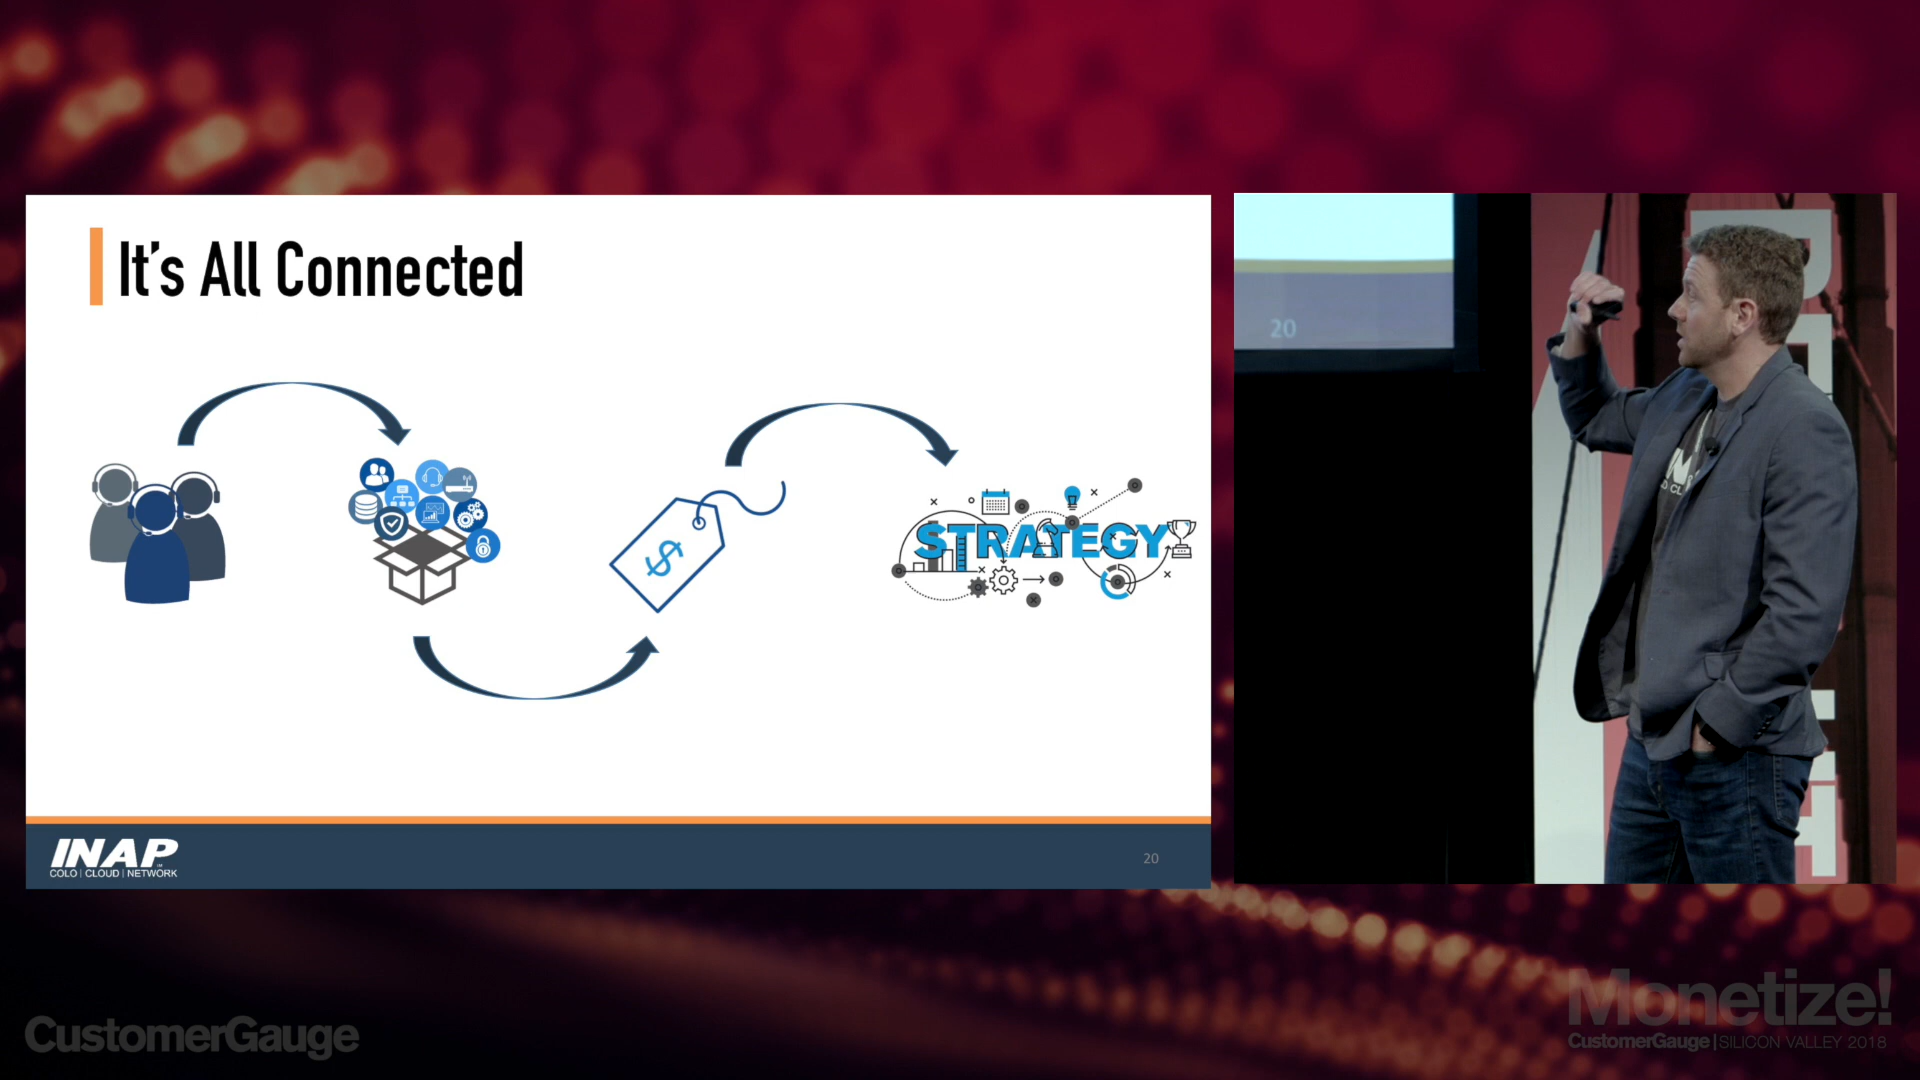 It's All Connected
$
STRATEGY
INAP
COLO | CLOUD | NETWORK
20
20
CustomerGauge
Monetize!
CustomerGauge | SILICON VALLEY 2018